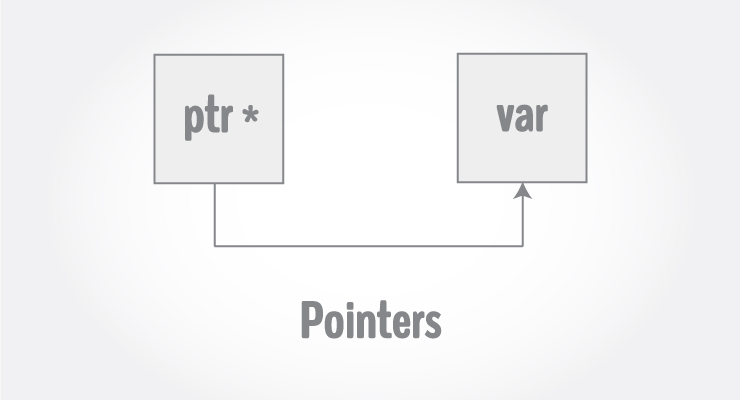 ptr *
var
Pointers